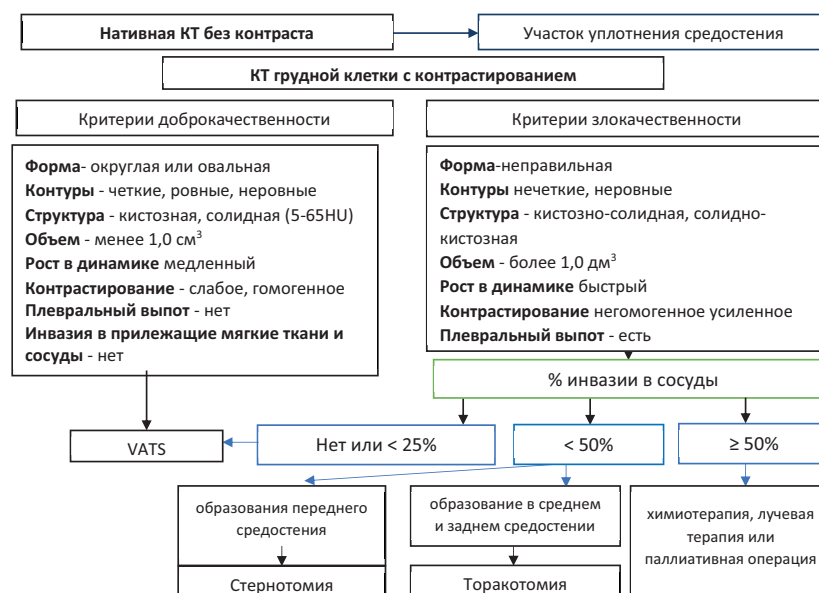 Нативная КТ без контраста
Участок уплотнения средостения
КТ грудной клетки с контрастированием
Критерии доброкачественности
Критерии злокачественности
Форма- округлая или овальная
Контуры - четкие, ровные, неровные
Структура - кистозная, солидная (5-65HU)
Объем - менее 1,0 см³
Рост в динамике медленный
Контрастирование - слабое, гомогенное
Плевральный выпот - нет
Инвазия в прилежащие мягкие ткани и
сосуды - нет
Форма-неправильная
Контуры нечеткие, неровные
Структура - кистозно-солидная, солидно-
кистозная
Объем - более 1,0 дм³
Рост в динамике быстрый
Контрастирование негомогенное усиленное
Плевральный выпот - есть
% инвазии в сосуды
VATS
Нет или < 25%
< 50%
≥ 50%
образования переднего
средостения
образование в среднем
и заднем средостении
химиотерапия, лучевая
терапия или
паллиативная операция
Стернотомия
Торакотомия